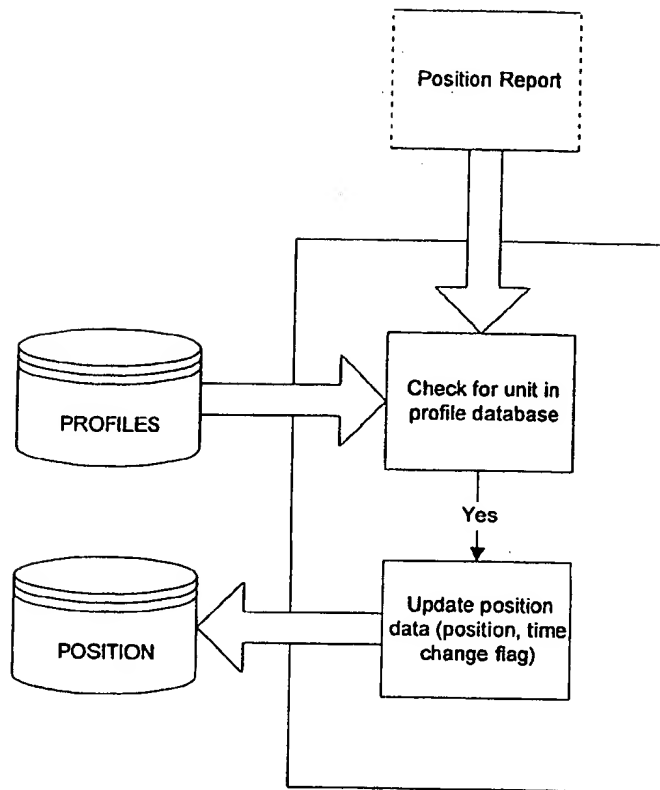 Position Report
Check for unit in
profile database
PROFILES
Yes
Update position
data (position, time
change flag)
POSITION